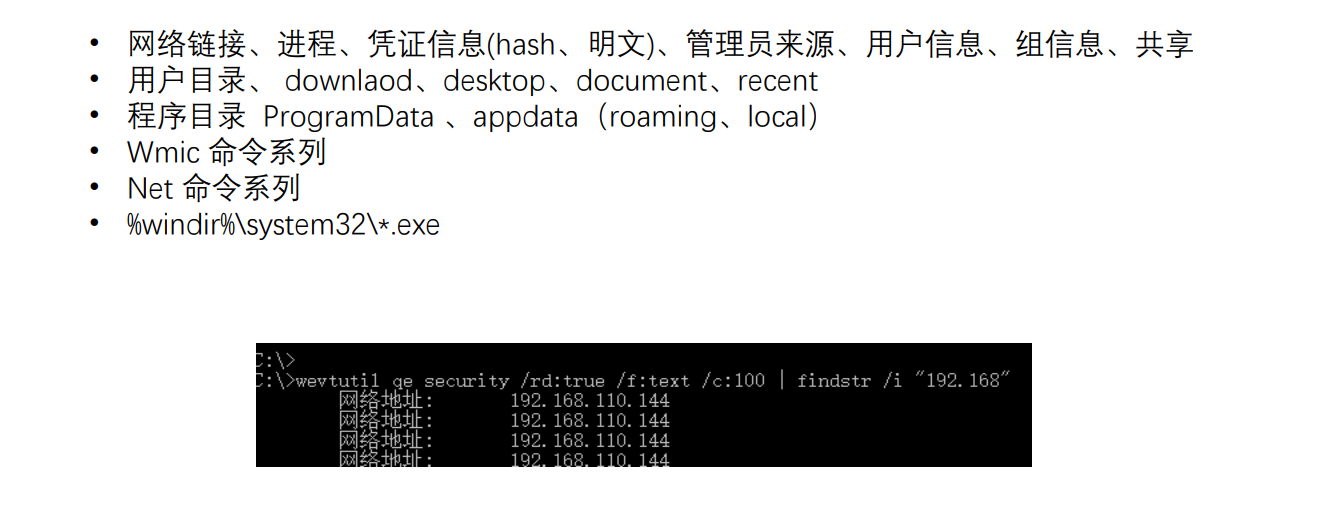 • 网络链接、进程、凭证信息(hash、明文)、管理员来源、用户信息、组信息、共享
• 用户目录、 downlaod、desktop、document、recent
• 程序目录 ProgramData 、appdata（roaming、local）
• Wmic 命令系列
• Net 命令系列
• %windir%\system32\*.exe
C:\>
C:\>wevtutil qe security /rd:true /f:text /c:100 | findstr /i "192.168"
网络地址: 192.168.110.144
网络地址: 192.168.110.144
网络地址: 192.168.110.144
网络地址: 192.168.110.144